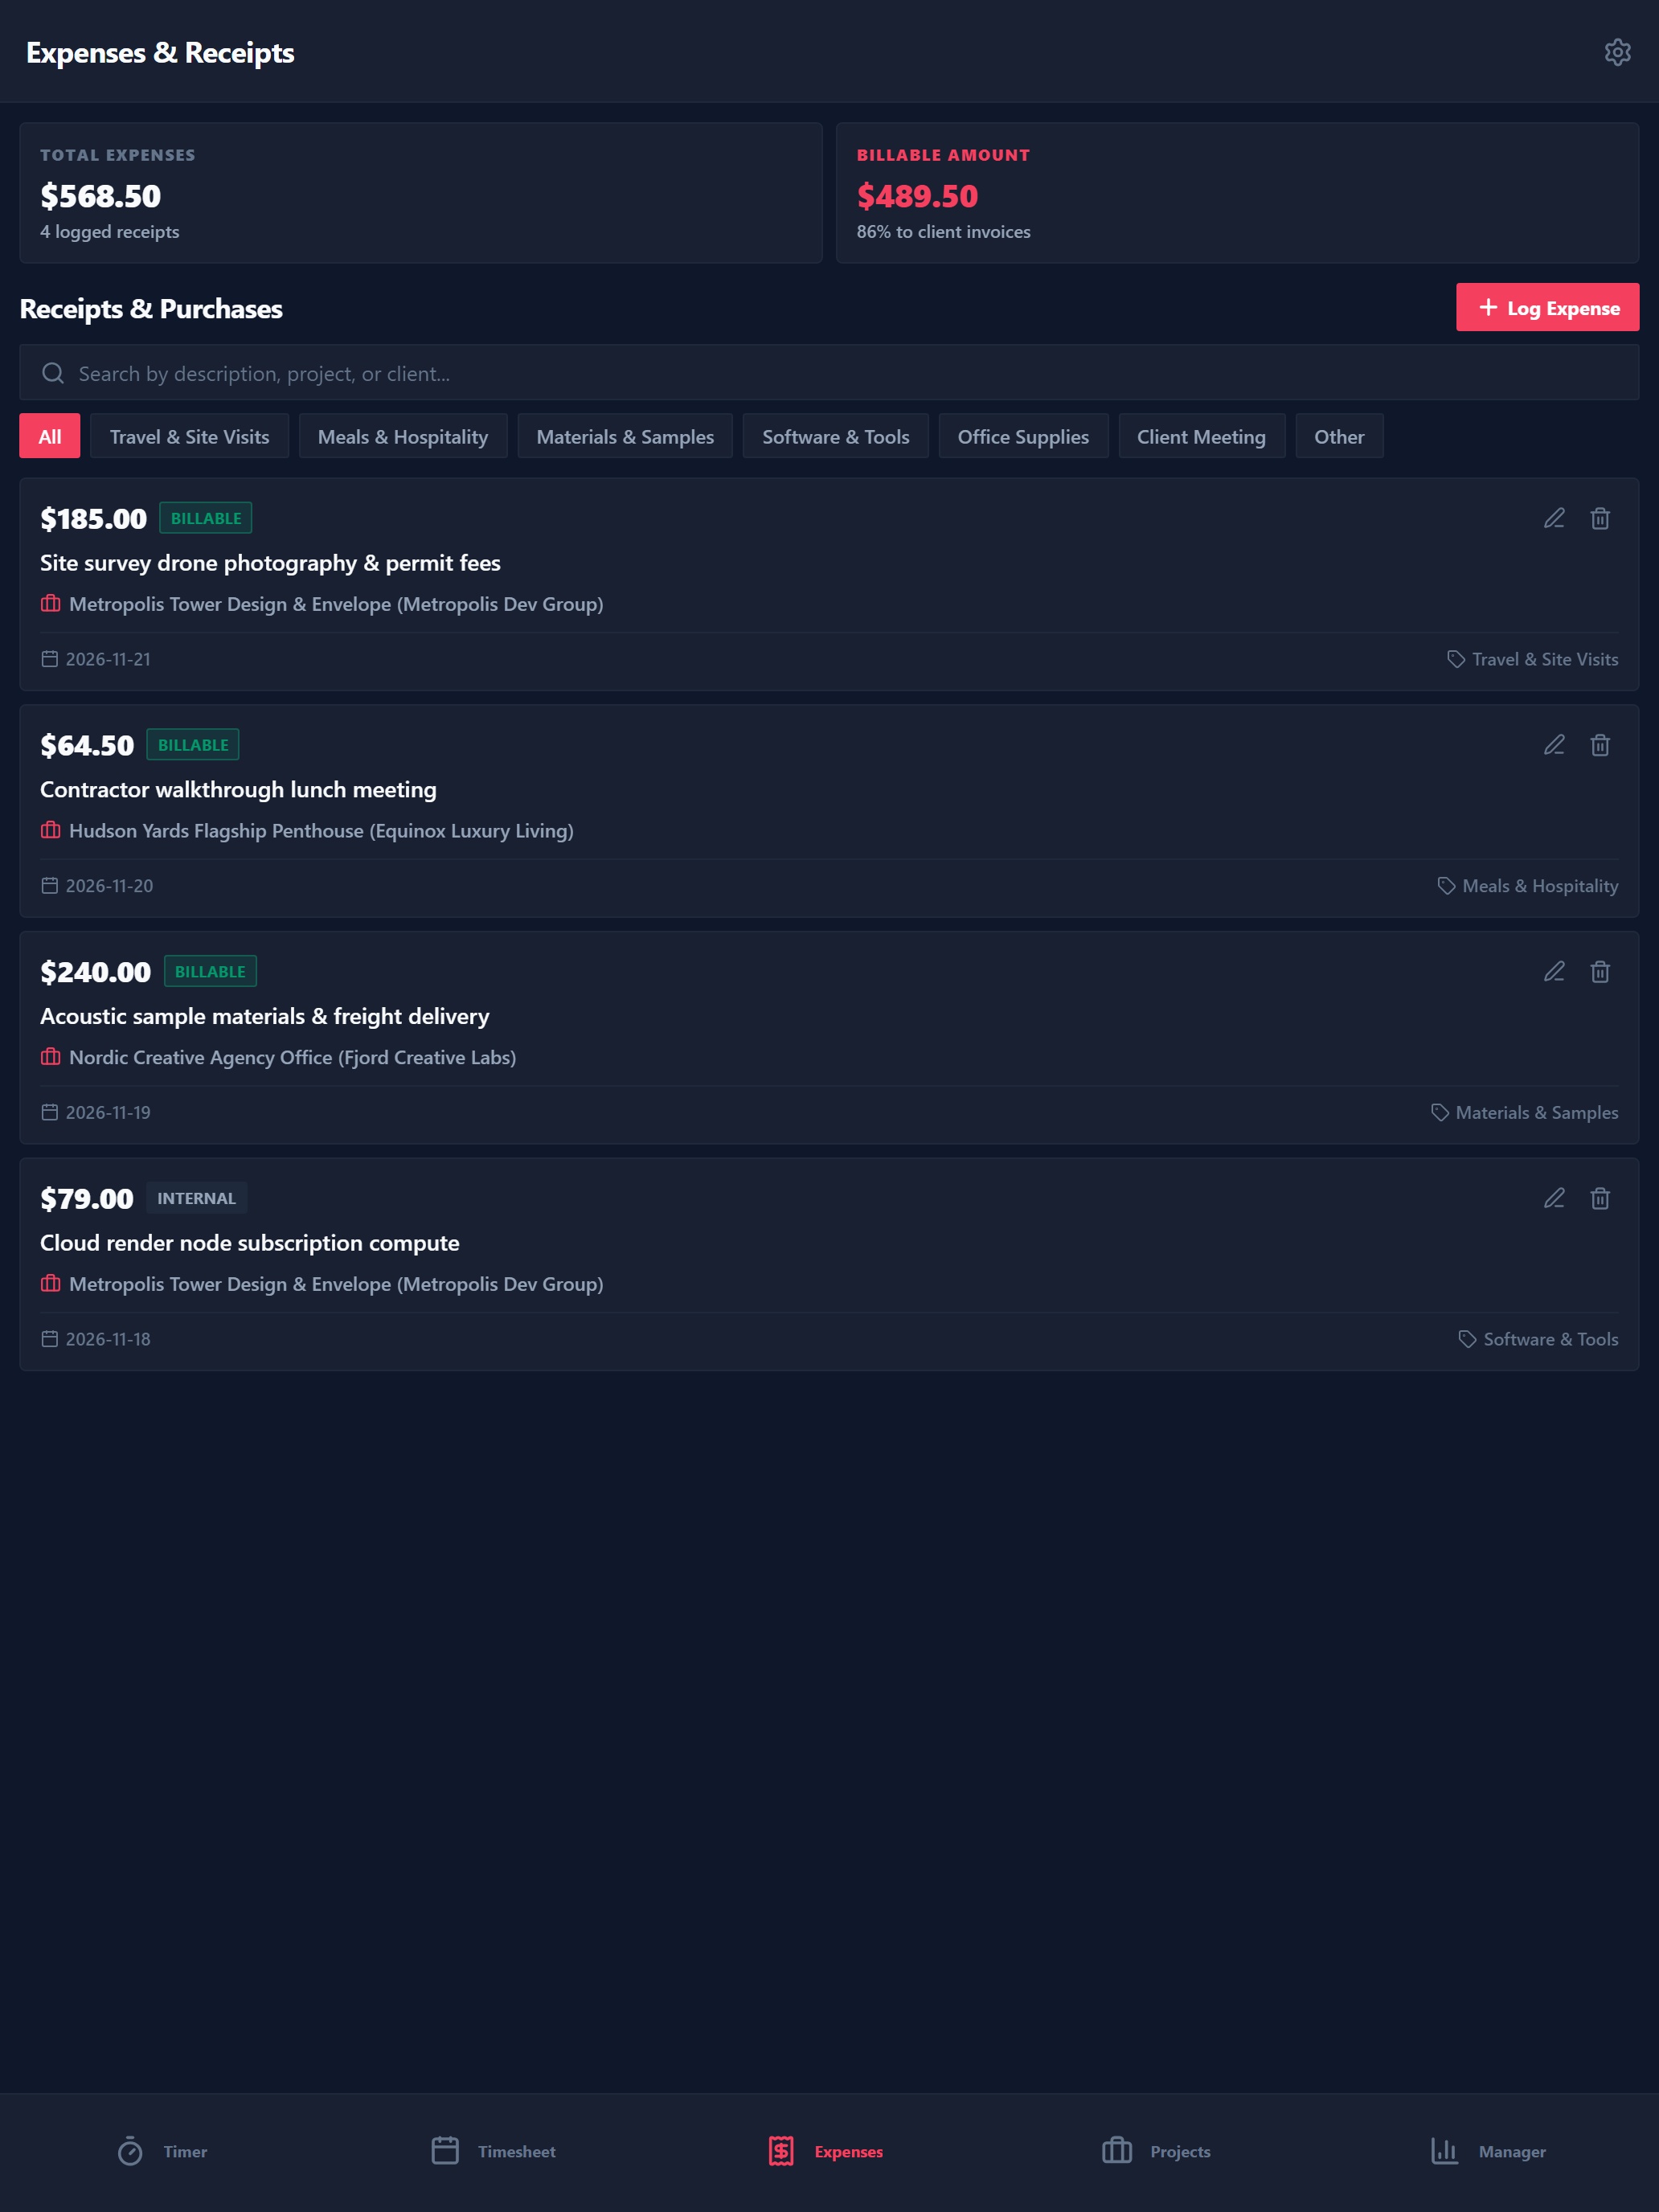 Expenses & Receipts
TOTAL EXPENSES
$568.50
4 logged receipts
BILLABLE AMOUNT
$489.50
86% to client invoices
Receipts & Purchases
Log Expense
Search by description, project, or client...
All Travel & Site Visits Meals & Hospitality Materials & Samples Software & Tools Office Supplies Client Meeting Other
$185.00 BILLABLE
Site survey drone photography & permit fees
Metropolis Tower Design & Envelope (Metropolis Dev Group)
2026-11-21 Travel & Site Visits
$64.50 BILLABLE
Contractor walkthrough lunch meeting
Hudson Yards Flagship Penthouse (Equinox Luxury Living)
2026-11-20 Meals & Hospitality
$240.00 BILLABLE
Acoustic sample materials & freight delivery
Nordic Creative Agency Office (Fjord Creative Labs)
2026-11-19 Materials & Samples
$79.00 INTERNAL
Cloud render node subscription compute
Metropolis Tower Design & Envelope (Metropolis Dev Group)
2026-11-18 Software & Tools
Timer Timesheet Expenses Projects Manager